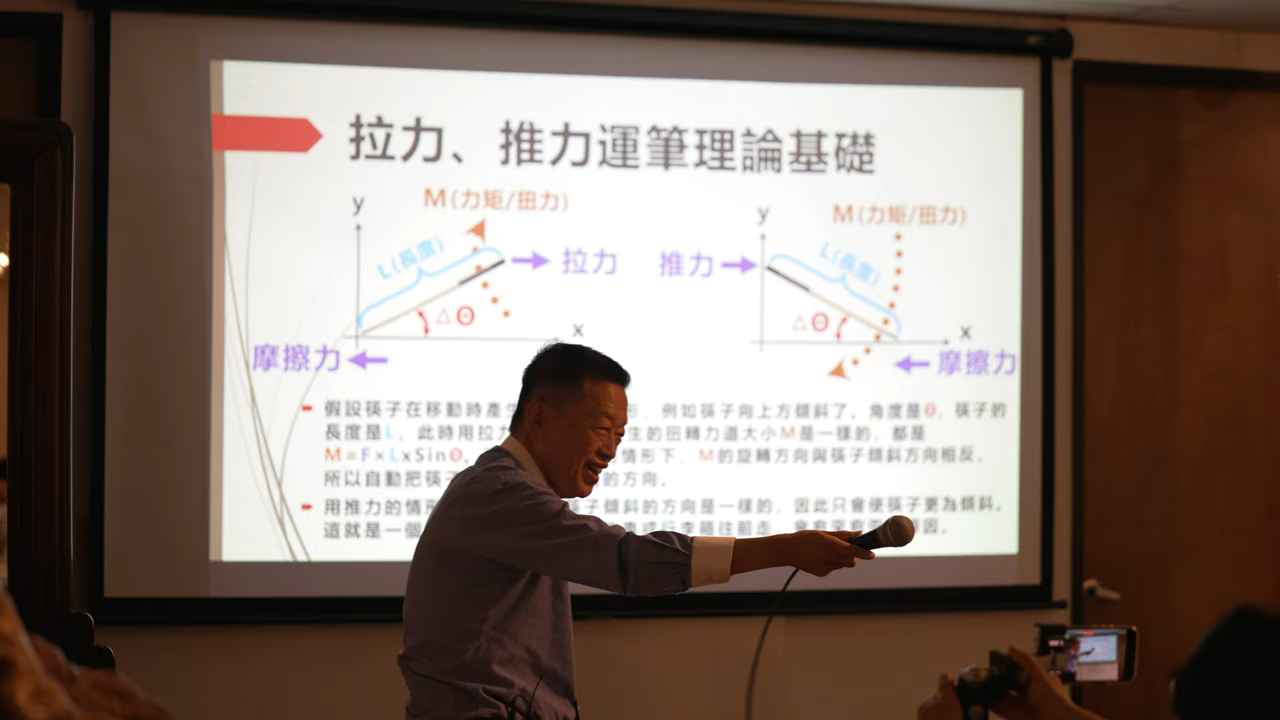 拉力、推力運筆理論基礎
y
M(力矩/扭力)
L(長度)
拉力
△Θ
x
摩擦力
y
M(力矩/扭力)
推力
L(長度)
△Θ
x
摩擦力
假設筷子在移動時產 形，例如筷子向上方傾斜了，角度是Θ，筷子的
長度是L，此時用拉力 生的扭轉力道大小M是一樣的，都是
M=F×LxSinΘ。 情形下，M的旋轉方向與筷子傾斜方向相反，
所以自動把筷子 的方向。
用推力的情形 筷子傾斜的方向是一樣的，因此只會使筷子更為傾斜。
這就是一個 李箱往前走